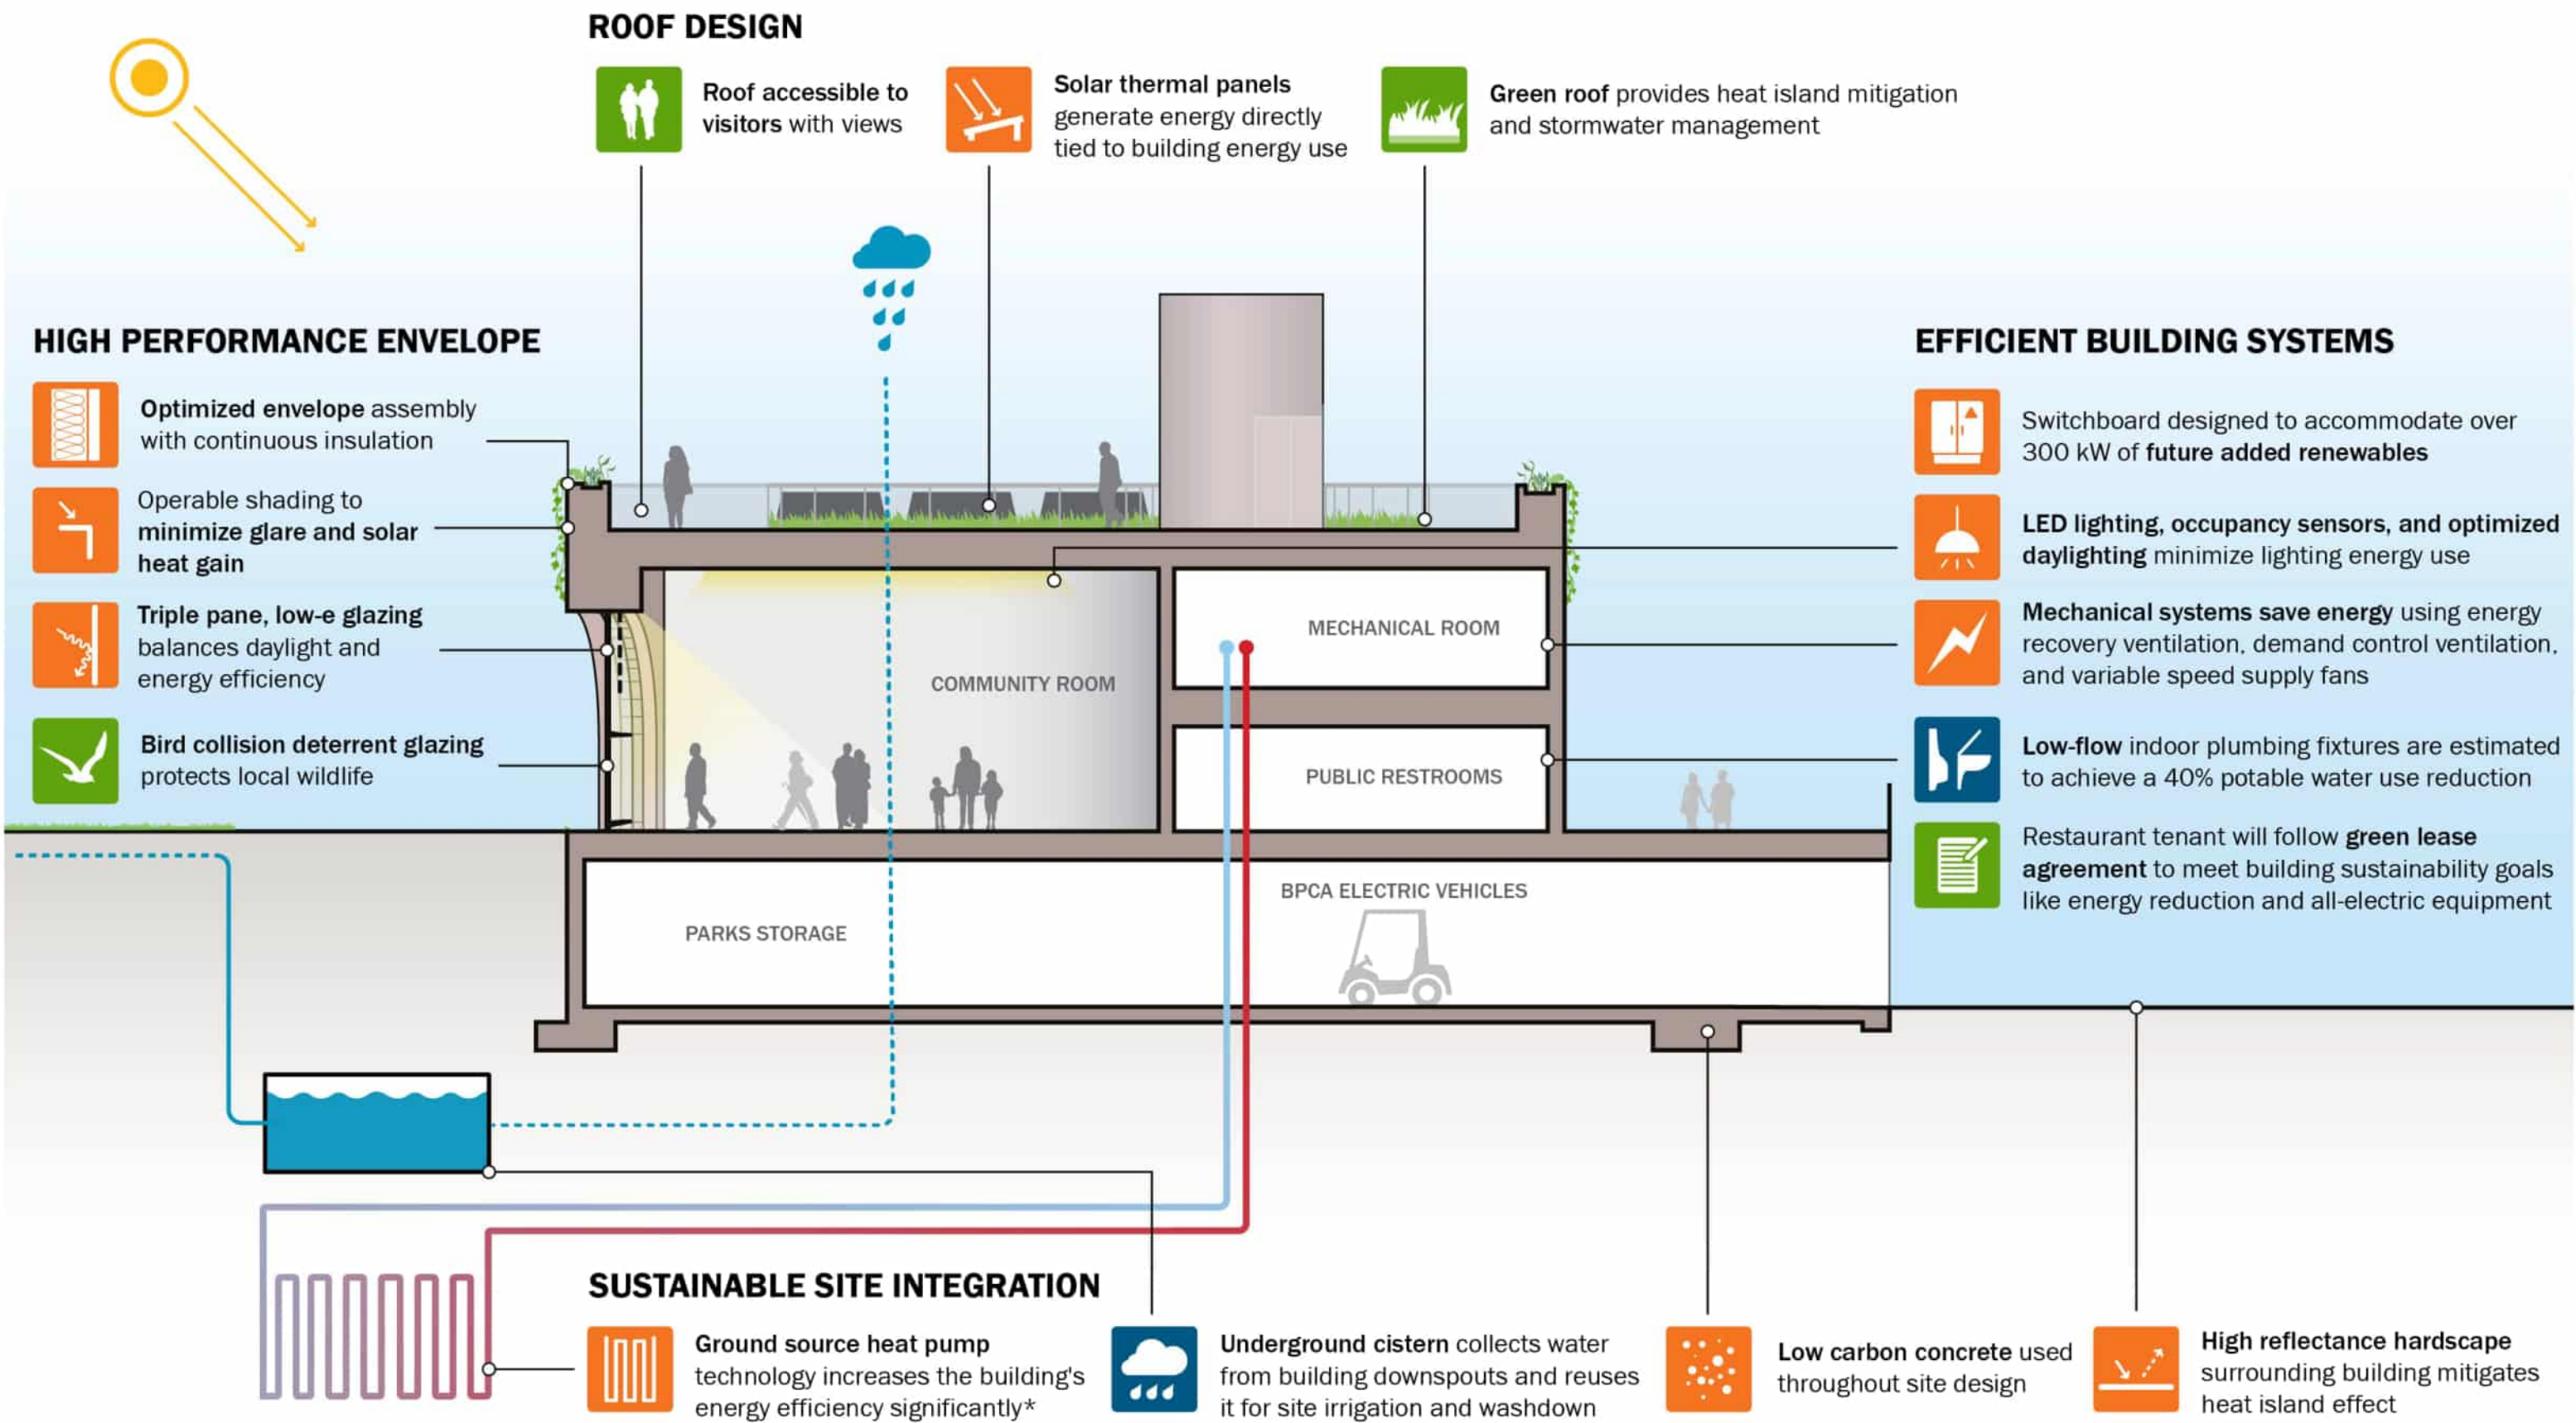 ROOF DESIGN
Roof accessible to
visitors with views
Solar thermal panels
generate energy directly
tied to building energy use
Green roof provides heat island mitigation
and stormwater management
HIGH PERFORMANCE ENVELOPE
Optimized envelope assembly
with continuous insulation
Operable shading to
minimize glare and solar
heat gain
Triple pane, low-e glazing
balances daylight and
energy efficiency
Bird collision deterrent glazing
protects local wildlife
EFFICIENT BUILDING SYSTEMS
Switchboard designed to accommodate over
300 kW of future added renewables
LED lighting, occupancy sensors, and optimized
daylighting minimize lighting energy use
Mechanical systems save energy using energy
recovery ventilation, demand control ventilation,
and variable speed supply fans
Low-flow indoor plumbing fixtures are estimated
to achieve a 40% potable water use reduction
Restaurant tenant will follow green lease
agreement to meet building sustainability goals
like energy reduction and all-electric equipment
MECHANICAL ROOM
COMMUNITY ROOM
PUBLIC RESTROOMS
BPCA ELECTRIC VEHICLES
PARKS STORAGE
SUSTAINABLE SITE INTEGRATION
Ground source heat pump
technology increases the building's
energy efficiency significantly*
Underground cistern collects water
from building downspouts and reuses
it for site irrigation and washdown
Low carbon concrete used
throughout site design
High reflectance hardscape
surrounding building mitigates
heat island effect